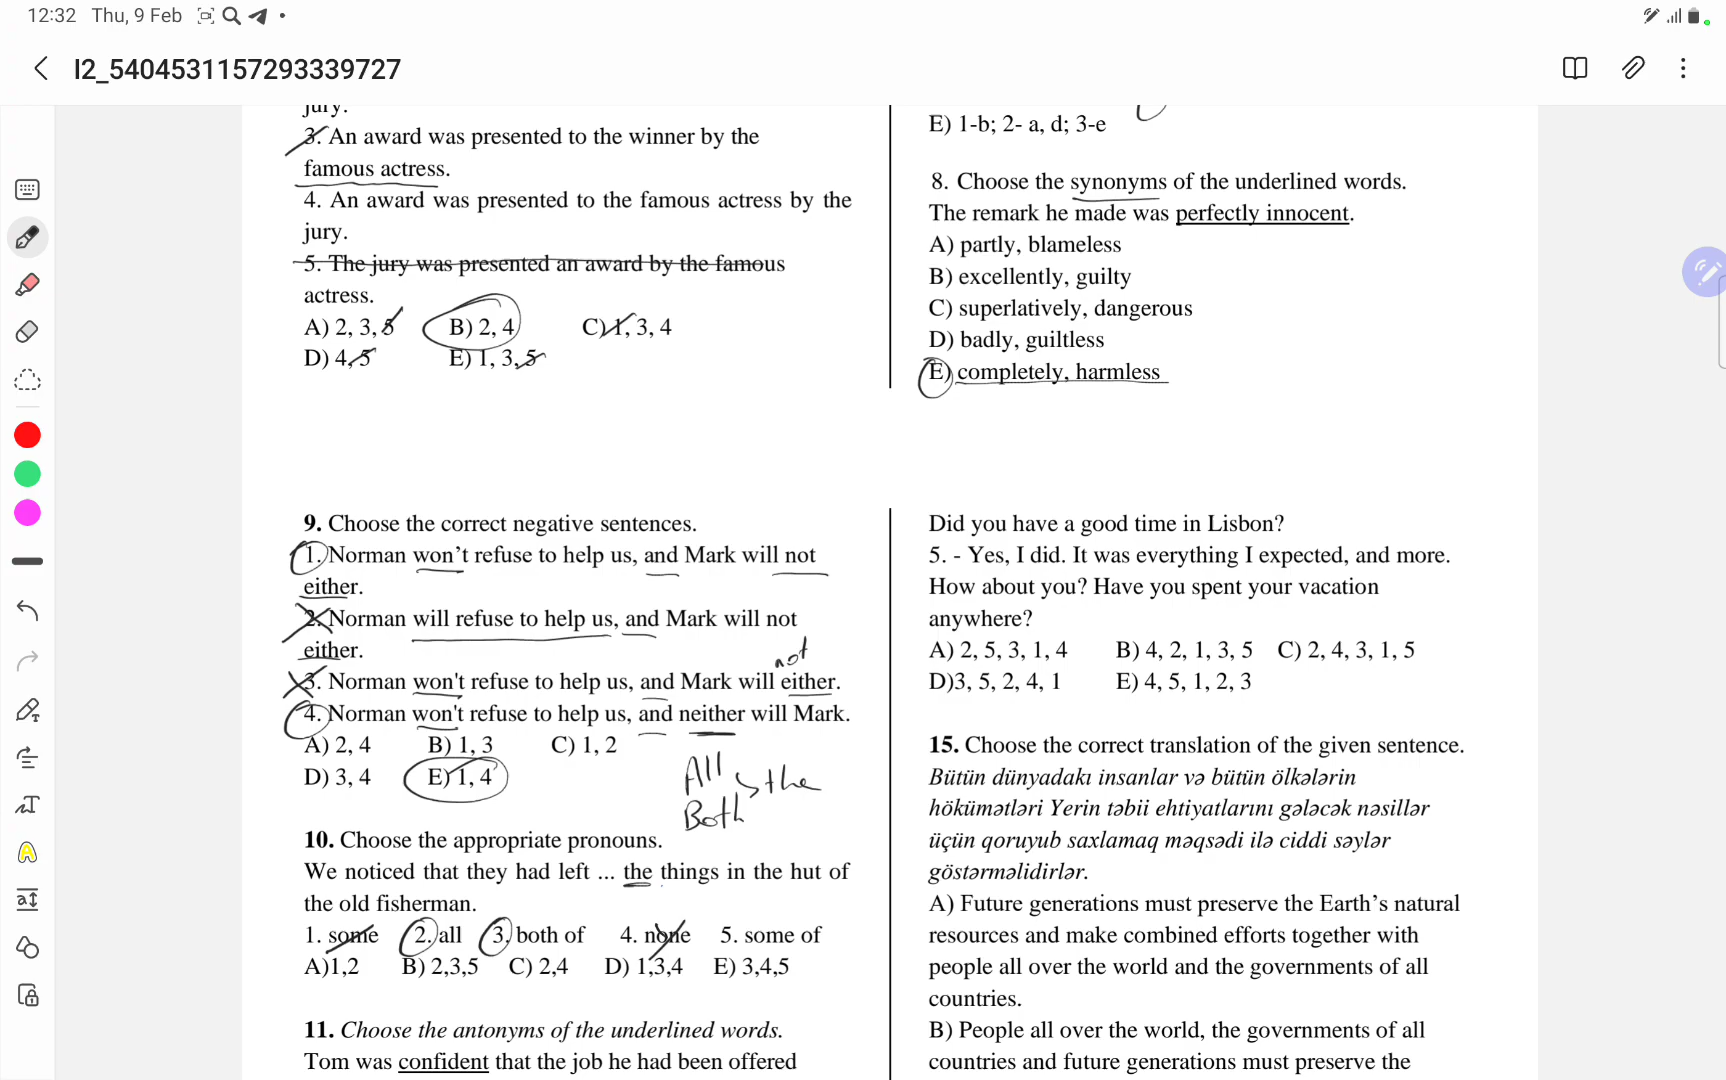 12:32 Thu, 9 Feb
I2_5404531157293339727
jury.
3. An award was presented to the winner by the
famous actress.
4. An award was presented to the famous actress by the
jury.
5. The jury was presented an award by the famous
actress.
A) 2, 3, 5 B) 2, 4 C) 1, 3, 4
D) 4, 5 E) 1, 3, 5
E) 1-b; 2- a, d; 3-e
8. Choose the synonyms of the underlined words.
The remark he made was perfectly innocent.
A) partly, blameless
B) excellently, guilty
C) superlatively, dangerous
D) badly, guiltless
E) completely, harmless
9. Choose the correct negative sentences.
1. Norman won’t refuse to help us, and Mark will not
either.
2. Norman will refuse to help us, and Mark will not
either.
not
3. Norman won't refuse to help us, and Mark will either.
4. Norman won't refuse to help us, and neither will Mark.
A) 2, 4 B) 1, 3 C) 1, 2
D) 3, 4 E) 1, 4
All
the
Both
10. Choose the appropriate pronouns.
We noticed that they had left ... the things in the hut of
the old fisherman.
1. some 2. all 3. both of 4. none 5. some of
A)1,2 B) 2,3,5 C) 2,4 D) 1,3,4 E) 3,4,5
11. Choose the antonyms of the underlined words.
Tom was confident that the job he had been offered
Did you have a good time in Lisbon?
5. - Yes, I did. It was everything I expected, and more.
How about you? Have you spent your vacation
anywhere?
A) 2, 5, 3, 1, 4 B) 4, 2, 1, 3, 5 C) 2, 4, 3, 1, 5
D)3, 5, 2, 4, 1 E) 4, 5, 1, 2, 3
15. Choose the correct translation of the given sentence.
Bütün dünyadakı insanlar və bütün ölkələrin
hökümətləri Yerin təbii ehtiyatlarını gələcək nəsillər
üçün qoruyub saxlamaq məqsədi ilə ciddi səylər
göstərməlidirlər.
A) Future generations must preserve the Earth’s natural
resources and make combined efforts together with
people all over the world and the governments of all
countries.
B) People all over the world, the governments of all
countries and future generations must preserve the